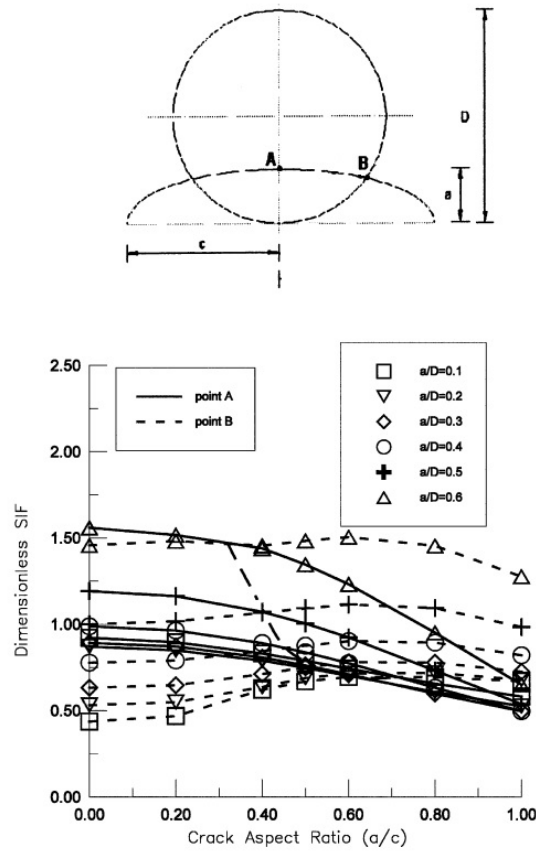 D
A
B
a
c
2.50
2.00
1.50
1.00
0.50
0.00
Dimensionless SIF
point A
point B
a/D=0.1
a/D=0.2
a/D=0.3
a/D=0.4
a/D=0.5
a/D=0.6
0.00 0.20 0.40 0.60 0.80 1.00
Crack Aspect Ratio (a/c)